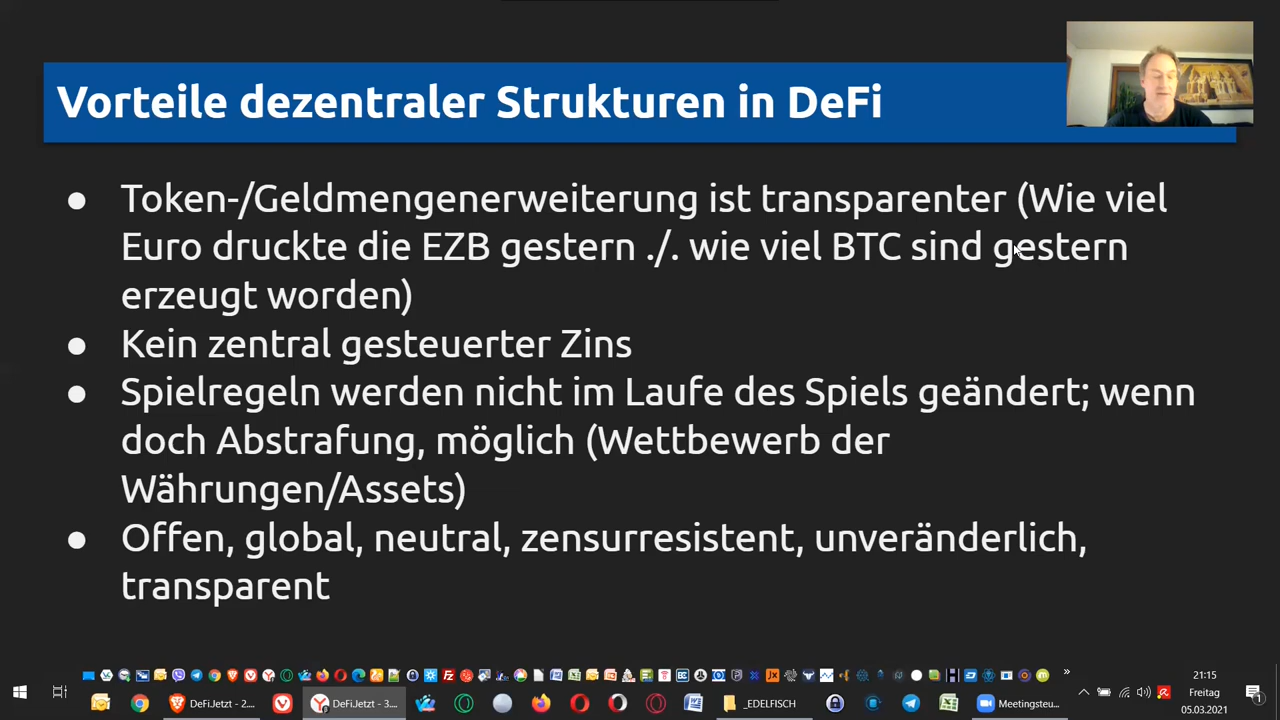 Vorteile dezentraler Strukturen in DeFi
● Token-/Geldmengenerweiterung ist transparenter (Wie viel
Euro druckte die EZB gestern ./. wie viel BTC sind gestern
erzeugt worden)
● Kein zentral gesteuerter Zins
● Spielregeln werden nicht im Laufe des Spiels geändert; wenn
doch Abstrafung, möglich (Wettbewerb der
Währungen/Assets)
● Offen, global, neutral, zensurresistent, unveränderlich,
transparent
21:15
DeFiJetzt - 2....
DeFiJetzt - 3....
_EDELFISCH
Meetingsteu...
Freitag
05.03.2021